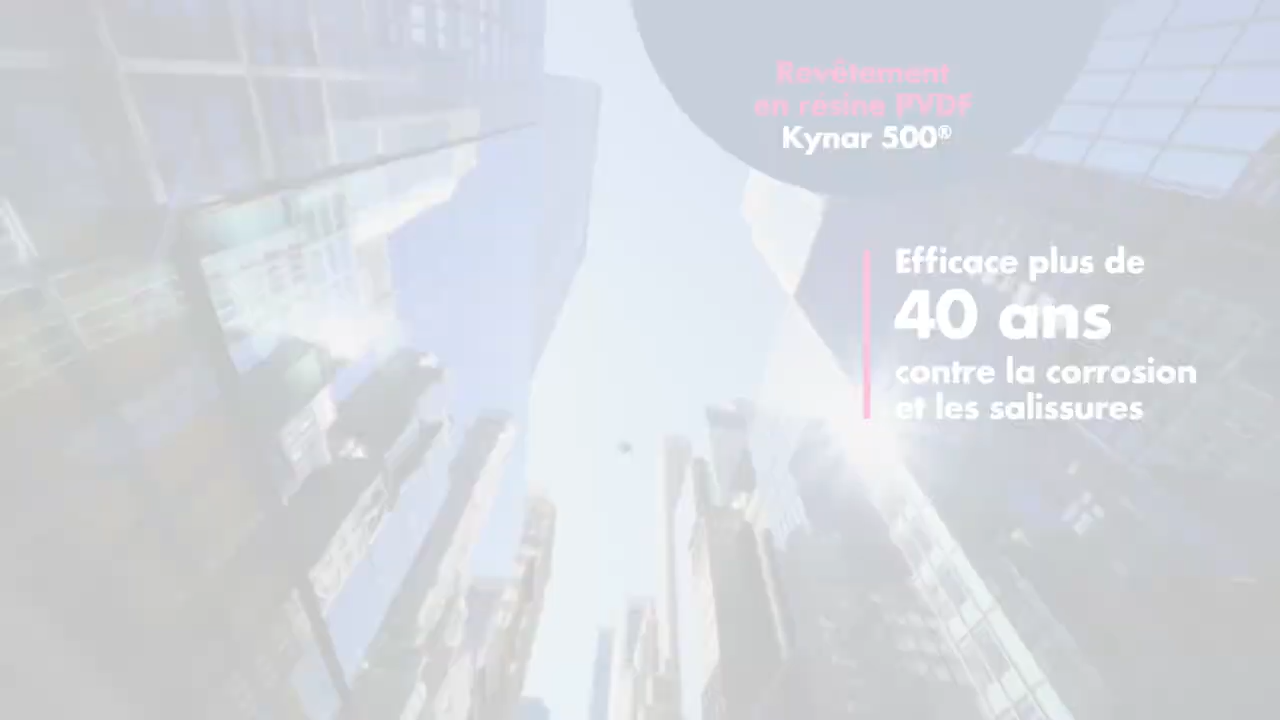 Revêtement
en résine PVDF
Kynar 500®
Efficace plus de
40 ans
contre la corrosion
et les salissures